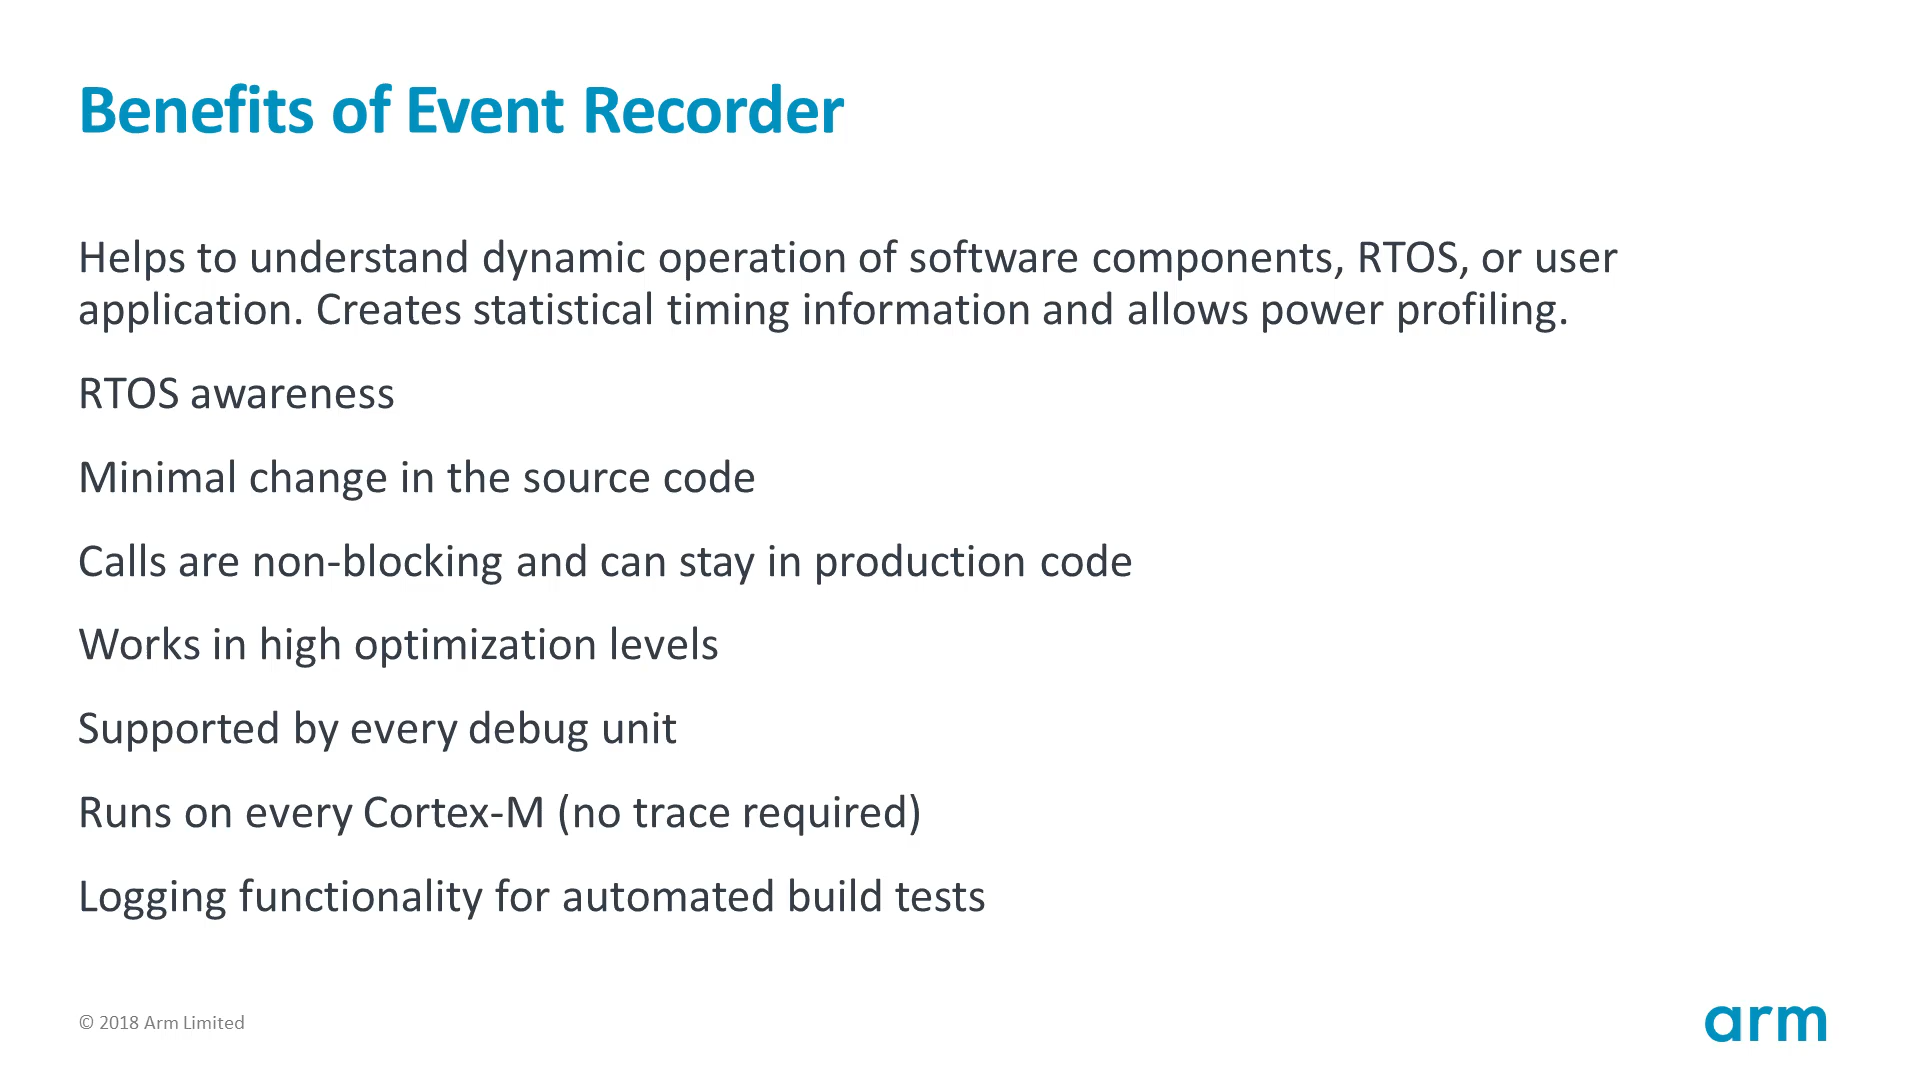 Benefits of Event Recorder
Helps to understand dynamic operation of software components, RTOS, or user
application. Creates statistical timing information and allows power profiling.
RTOS awareness
Minimal change in the source code
Calls are non-blocking and can stay in production code
Works in high optimization levels
Supported by every debug unit
Runs on every Cortex-M (no trace required)
Logging functionality for automated build tests
© 2018 Arm Limited
arm